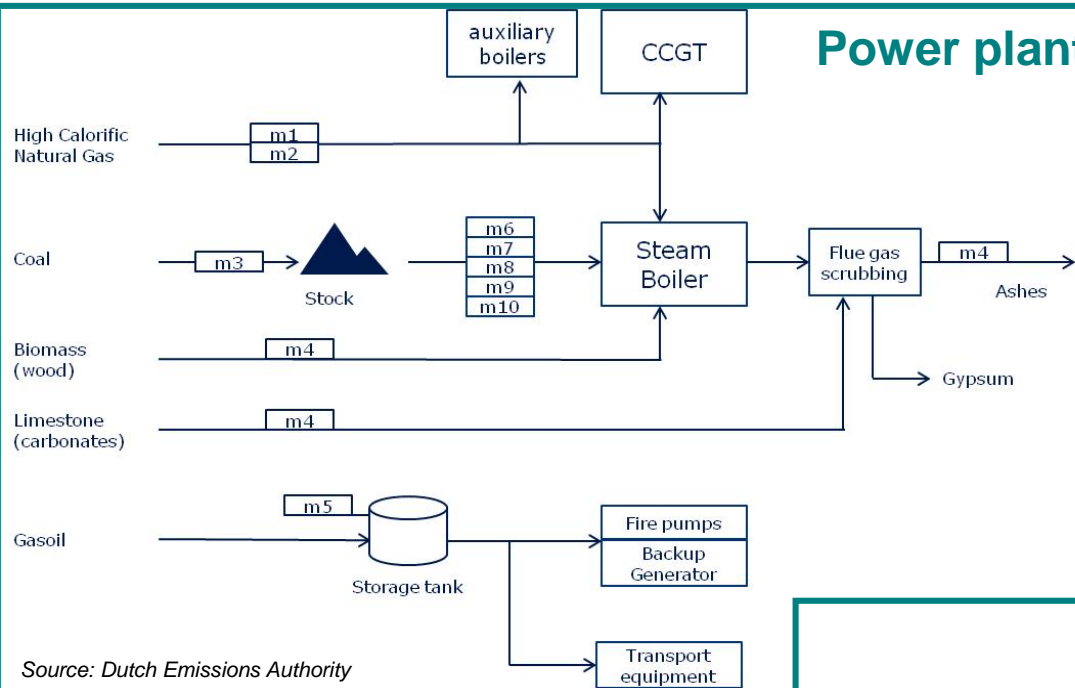 Power plant
auxiliary
boilers
CCGT
High Calorific
Natural Gas
m1
m2
Coal
m3
Stock
m6
m7
m8
m9
m10
Steam
Boiler
Flue gas
scrubbing
m4
Ashes
Biomass
(wood)
m4
Gypsum
Limestone
(carbonates)
m4
m5
Gasoil
Storage tank
Fire pumps
Backup
Generator
Transport
equipment
Source: Dutch Emissions Authority